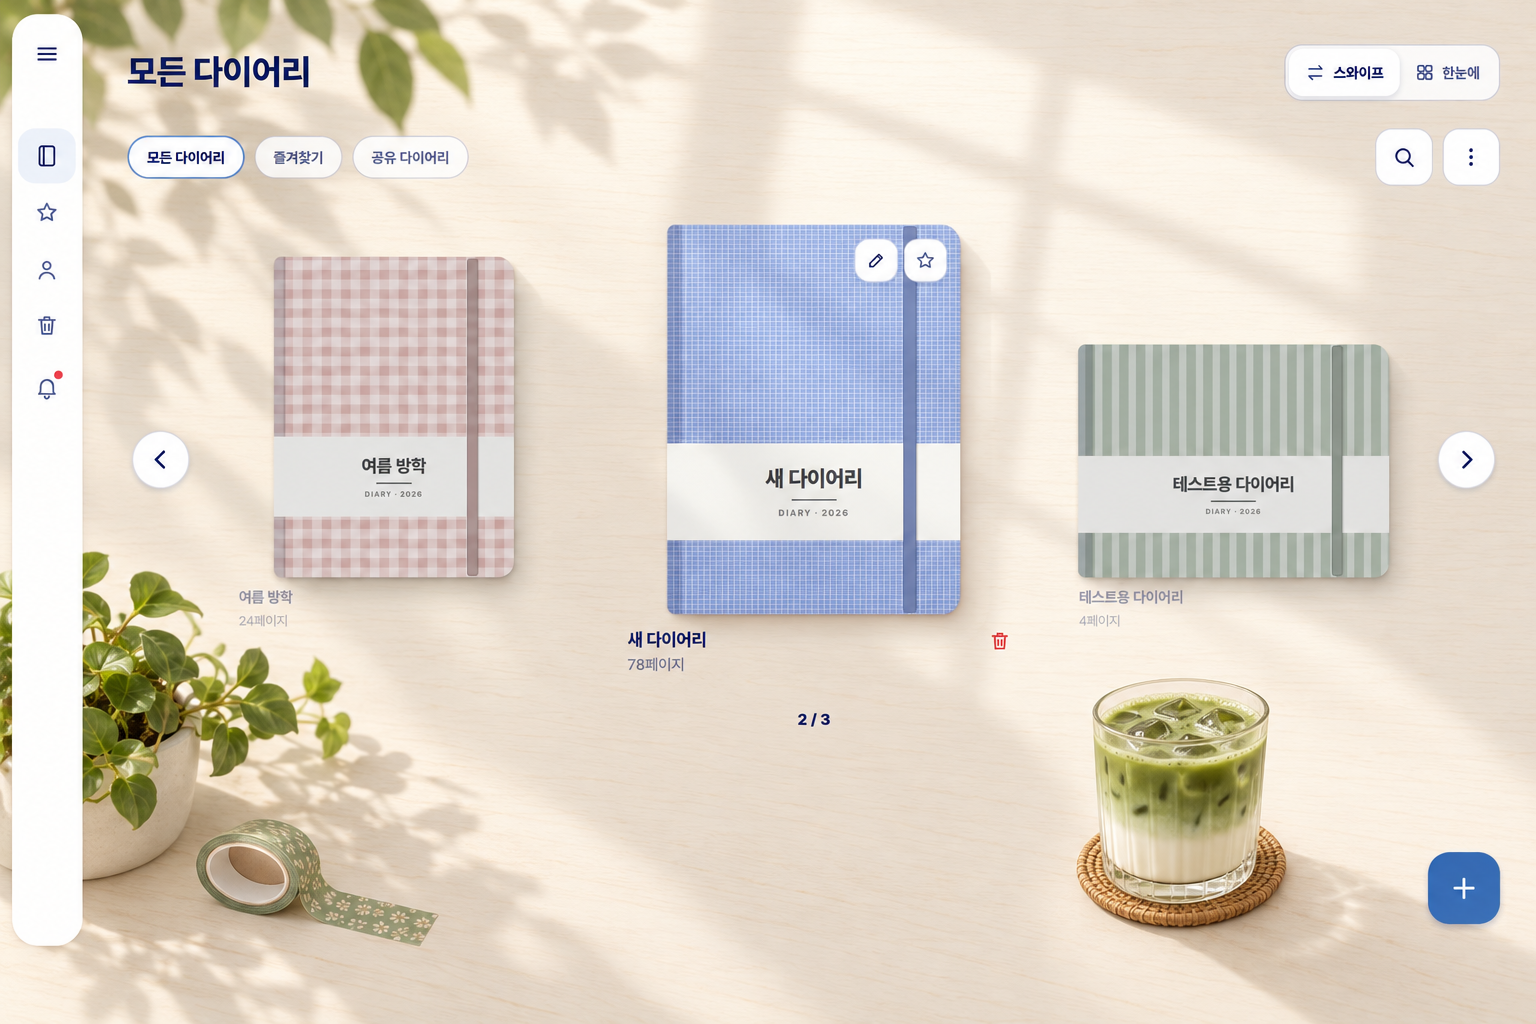 모든 다이어리
스와이프
한눈에
모든 다이어리
즐겨찾기
공유 다이어리
여름 방학
DIARY · 2026
새 다이어리
DIARY · 2026
테스트용 다이어리
DIARY · 2026
여름 방학
24페이지
새 다이어리
78페이지
테스트용 다이어리
4페이지
2 / 3